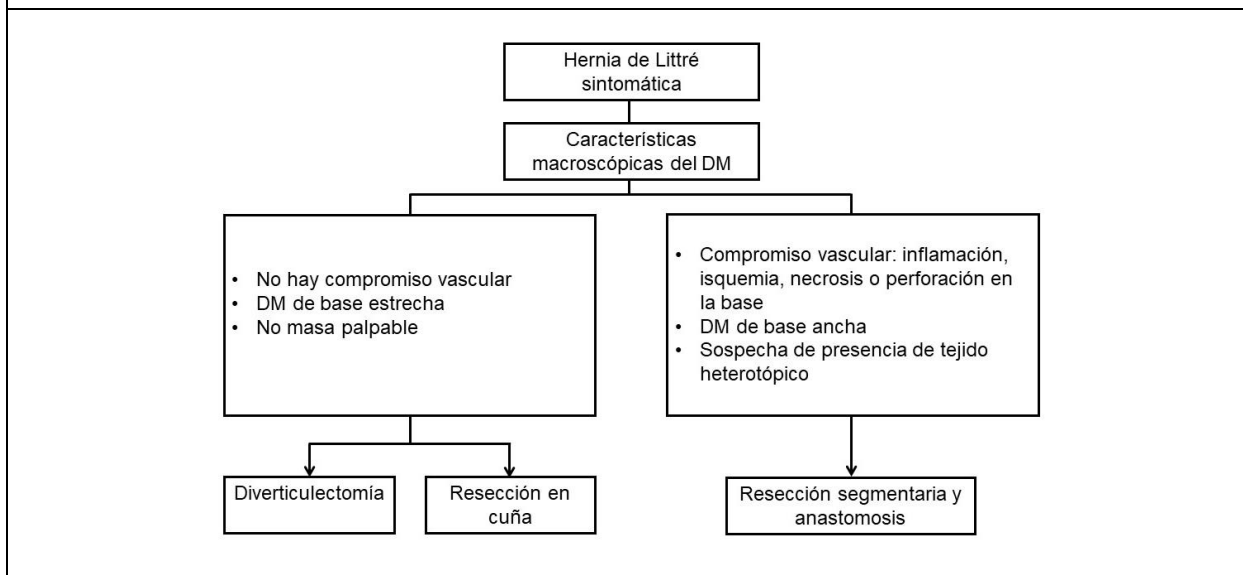 Hernia de Littré
sintomática
Características
macroscópicas del DM
• No hay compromiso vascular
• DM de base estrecha
• No masa palpable
• Compromiso vascular: inflamación,
isquemia, necrosis o perforación en
la base
• DM de base ancha
• Sospecha de presencia de tejido
heterotópico
Diverticulectomía
Resección en
cuña
Resección segmentaria y
anastomosis